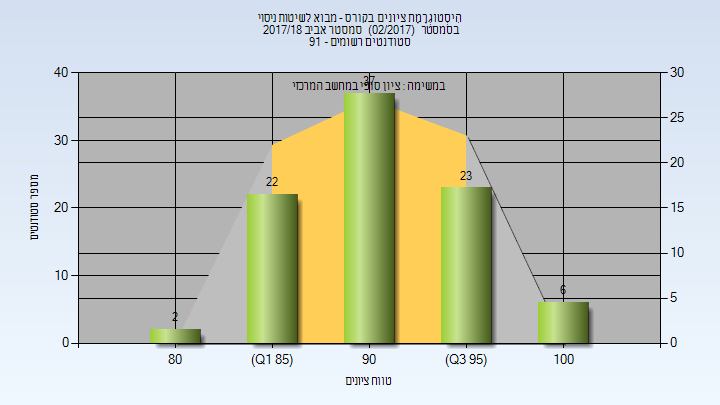 הִיסְטוֹגְרָמַת ציונים בקורס - מבוא לשיטות ניסוי
בסמסטר (02/2017) סמסטר אביב 2017/18
סטודנטים רשומים - 91
במשימה : ציון סופי במחשב המרכזי
מספר סטודנטים
40
30
20
10
0
30
25
20
15
10
5
0
2
22
37
23
6
80
(Q1 85)
90
(Q3 95)
100
טווח ציונים